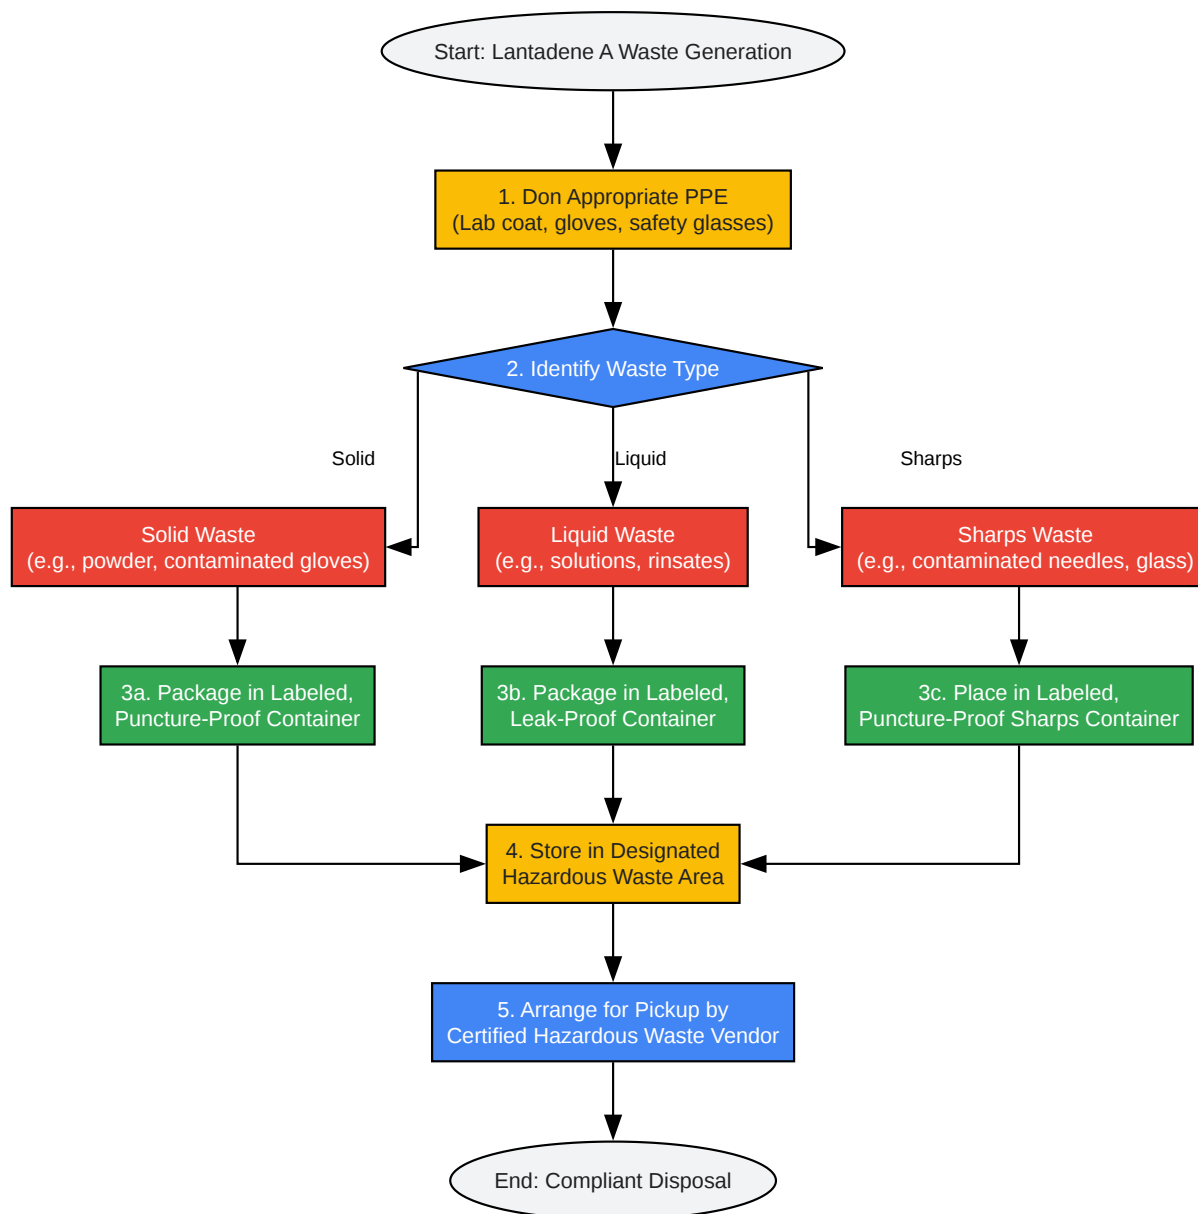 Start: Lantadene A Waste Generation
1. Don Appropriate PPE
(Lab coat, gloves, safety glasses)
2. Identify Waste Type
Solid
Liquid
Sharps
Solid Waste
(e.g., powder, contaminated gloves)
Liquid Waste
(e.g., solutions, rinsates)
Sharps Waste
(e.g., contaminated needles, glass)
3a. Package in Labeled,
Puncture-Proof Container
3b. Package in Labeled,
Leak-Proof Container
3c. Place in Labeled,
Puncture-Proof Sharps Container
4. Store in Designated
Hazardous Waste Area
5. Arrange for Pickup by
Certified Hazardous Waste Vendor
End: Compliant Disposal